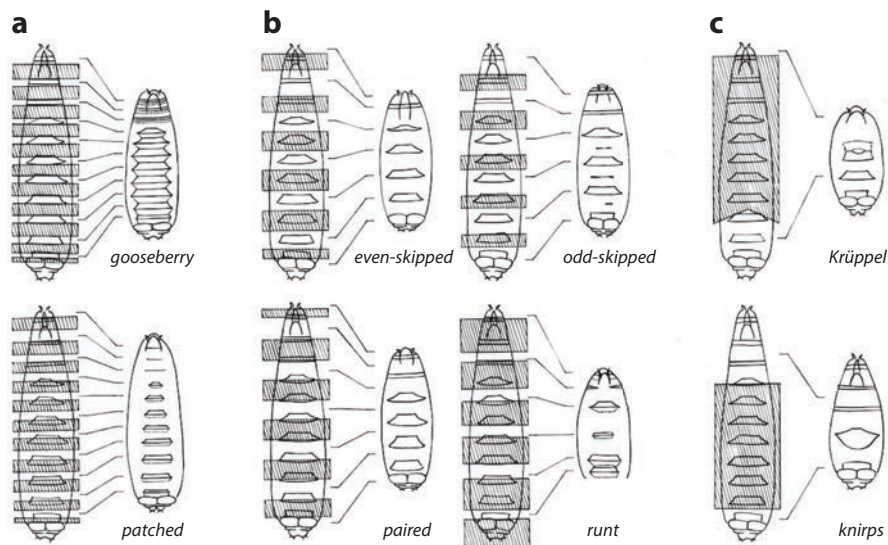 a
b
c
gooseberry
even-skipped
odd-skipped
Krüppel
patched
paired
runt
knirps